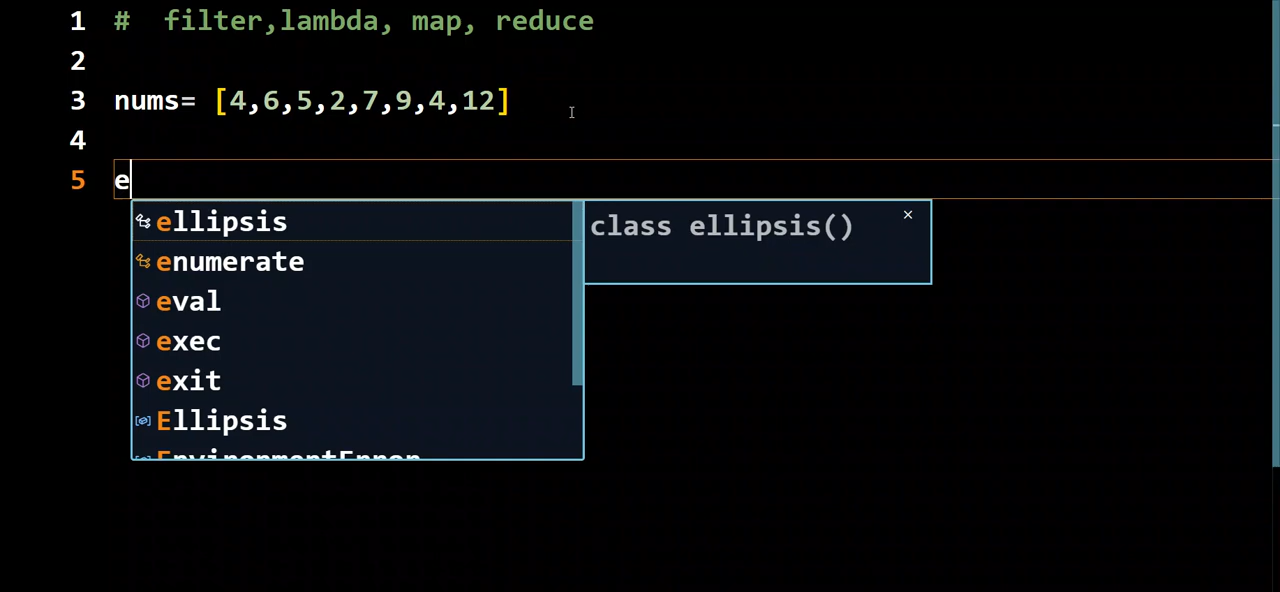 1 #  filter,lambda, map, reduce
2
3 nums= [4,6,5,2,7,9,4,12]
4
5 e
ellipsis class ellipsis() ×
enumerate
eval
exec
exit
Ellipsis
EnvironmentError